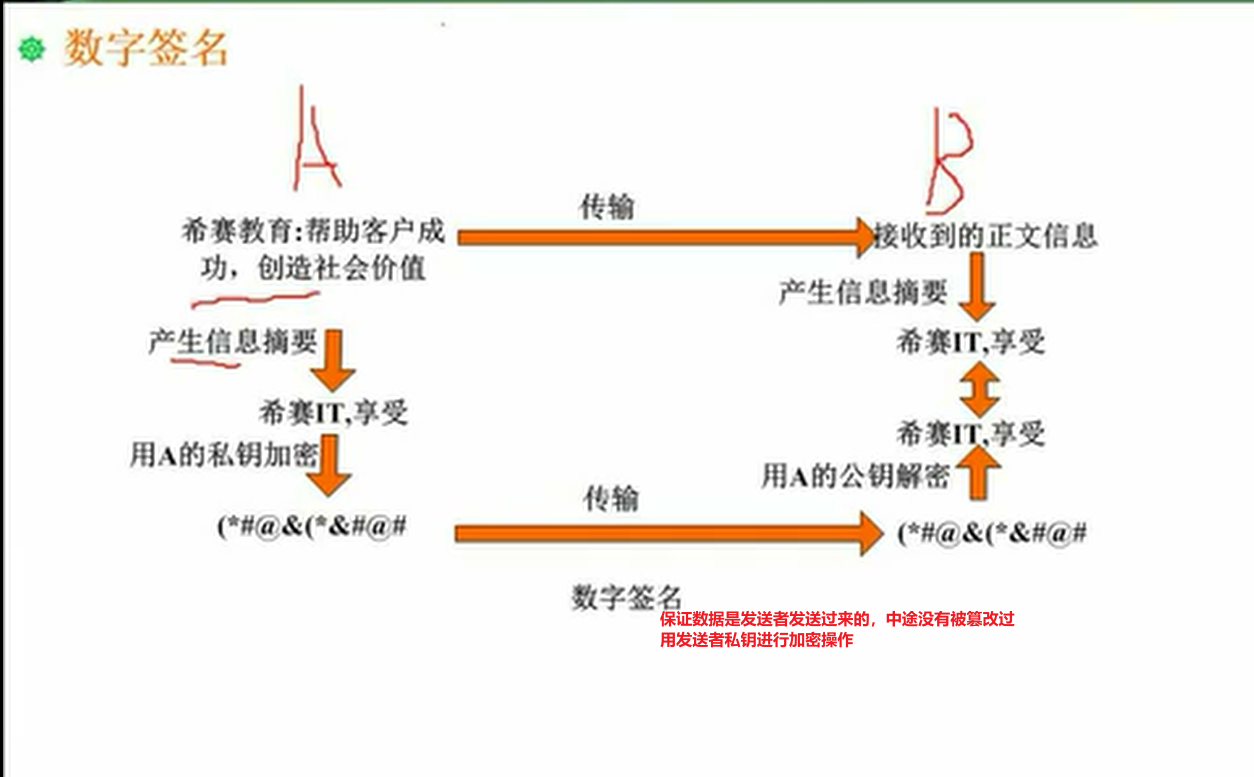 数字签名
A
B
传输
希赛教育:帮助客户成
功，创造社会价值
接收到的正文信息
产生信息摘要
产生信息摘要
希赛IT,享受
希赛IT,享受
希赛IT,享受
用A的私钥加密
用A的公钥解密
传输
(*#@&(*&#@#
(*#@&(*&#@#
数字签名
保证数据是发送者发送过来的，中途没有被篡改过
用发送者私钥进行加密操作